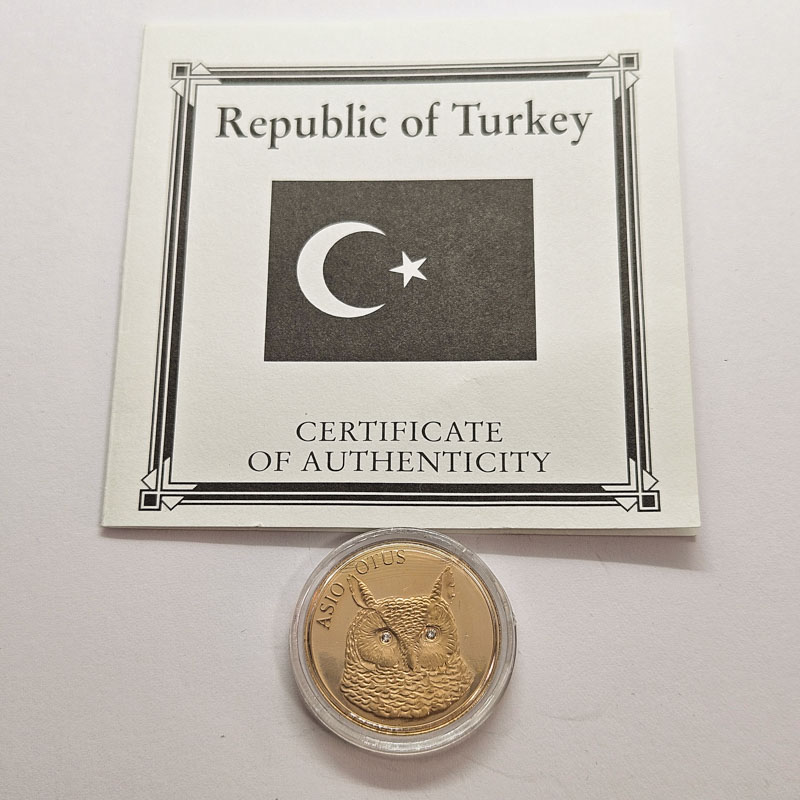 Republic of Turkey
CERTIFICATE
OF AUTHENTICITY
ASIO OTUS